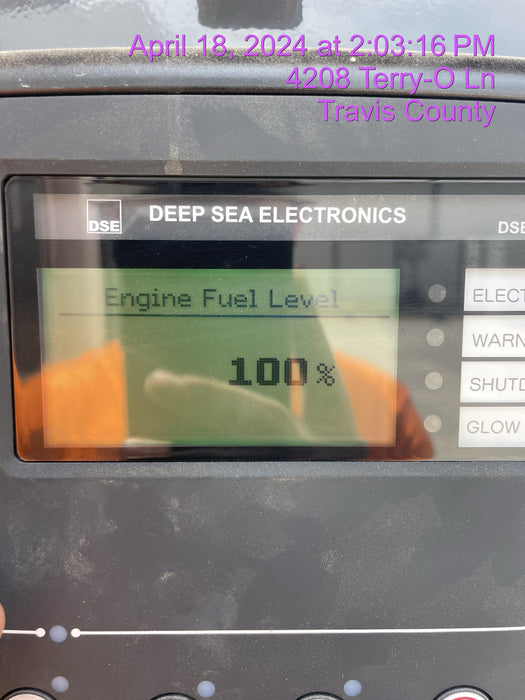 April 18, 2024 at 2:03:16 PM
4208 Terry-O Ln
Travis County
DSE
DEEP SEA ELECTRONICS
DSE
Engine Fuel Level
100%
ELECT
WARN
SHUTD
GLOW